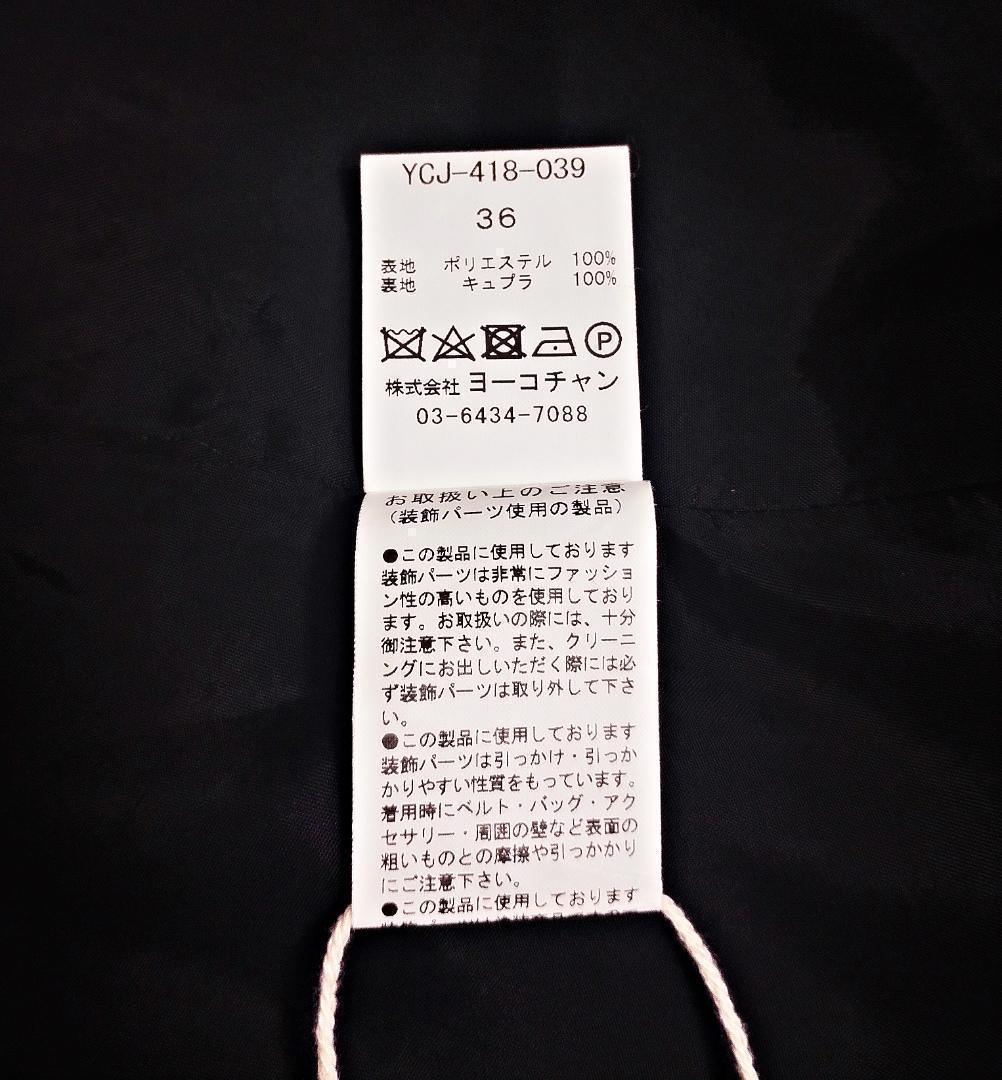 YCJ-418-039
36
表地 ポリエステル 100%
裏地 キュプラ 100%
P
株式会社 ヨーコチャン
03-6434-7088
お取扱い上のご注意
(装飾パーツ使用の製品)
●この製品に使用しております
装飾パーツは非常にファッショ
ン性の高いものを使用しており
ます。お取扱いの際には、十分
御注意下さい。また、クリーニ
ングにお出しいただく際には必
ず装飾パーツは取り外して下さ
い。
●この製品に使用しております
装飾パーツは引っかけ・引っか
かりやすい性質をもっています。
着用時にベルト・バッグ・アク
セサリー・周囲の壁など表面の
粗いものとの摩擦や引っかかり
にご注意下さい。
●この製品に使用しております